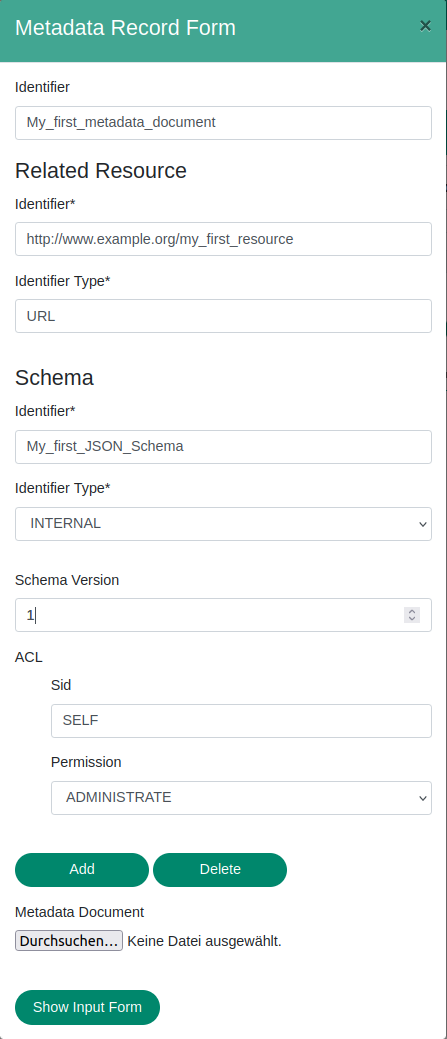 Metadata Record Form ×
Identifier
My_first_metadata_document
Related Resource
Identifier*
http://www.example.org/my_first_resource
Identifier Type*
URL
Schema
Identifier*
My_first_JSON_Schema
Identifier Type*
INTERNAL
Schema Version
1
ACL
Sid
SELF
Permission
ADMINISTRATE
Add Delete
Metadata Document
Durchsuchen... Keine Datei ausgewählt.
Show Input Form